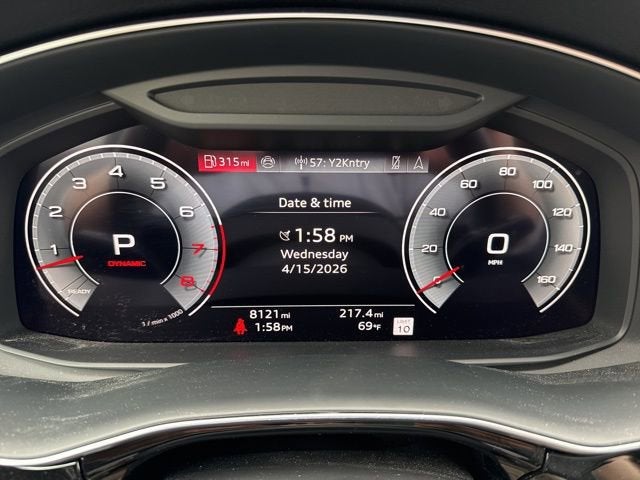 315 mi 57: Y2Kntry
Date & time
1:58 PM
Wednesday
4/15/2026
8121 mi 217.4 mi
1:58 PM 69°F LIMIT 10
1 2 3 4 5 6 7 8
P
DYNAMIC
READY
1 / min x 1000
0 20 40 60 80 100 120 140 160
0
MPH